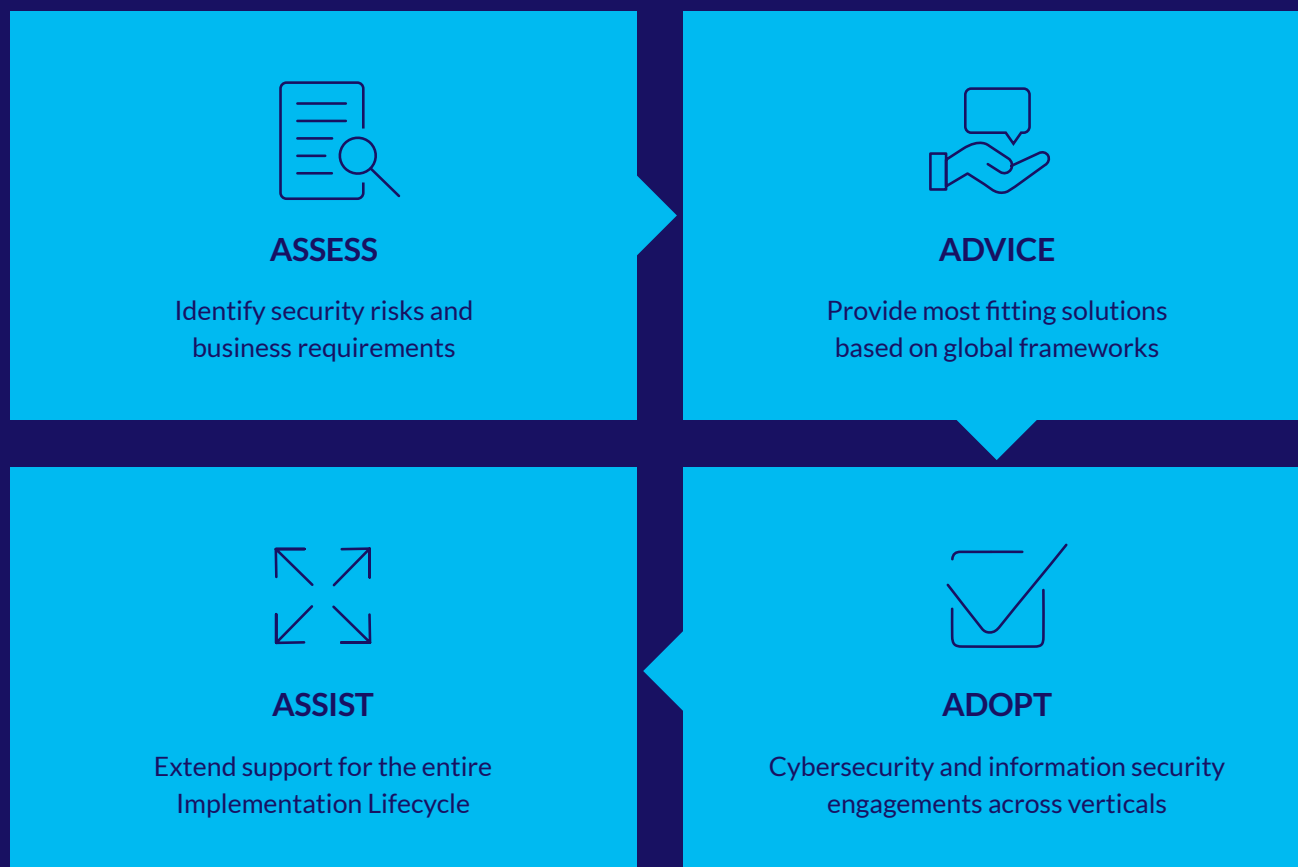 ASSESS
Identify security risks and
business requirements
ADVICE
Provide most fitting solutions
based on global frameworks
ADOPT
Cybersecurity and information security
engagements across verticals
ASSIST
Extend support for the entire
Implementation Lifecycle